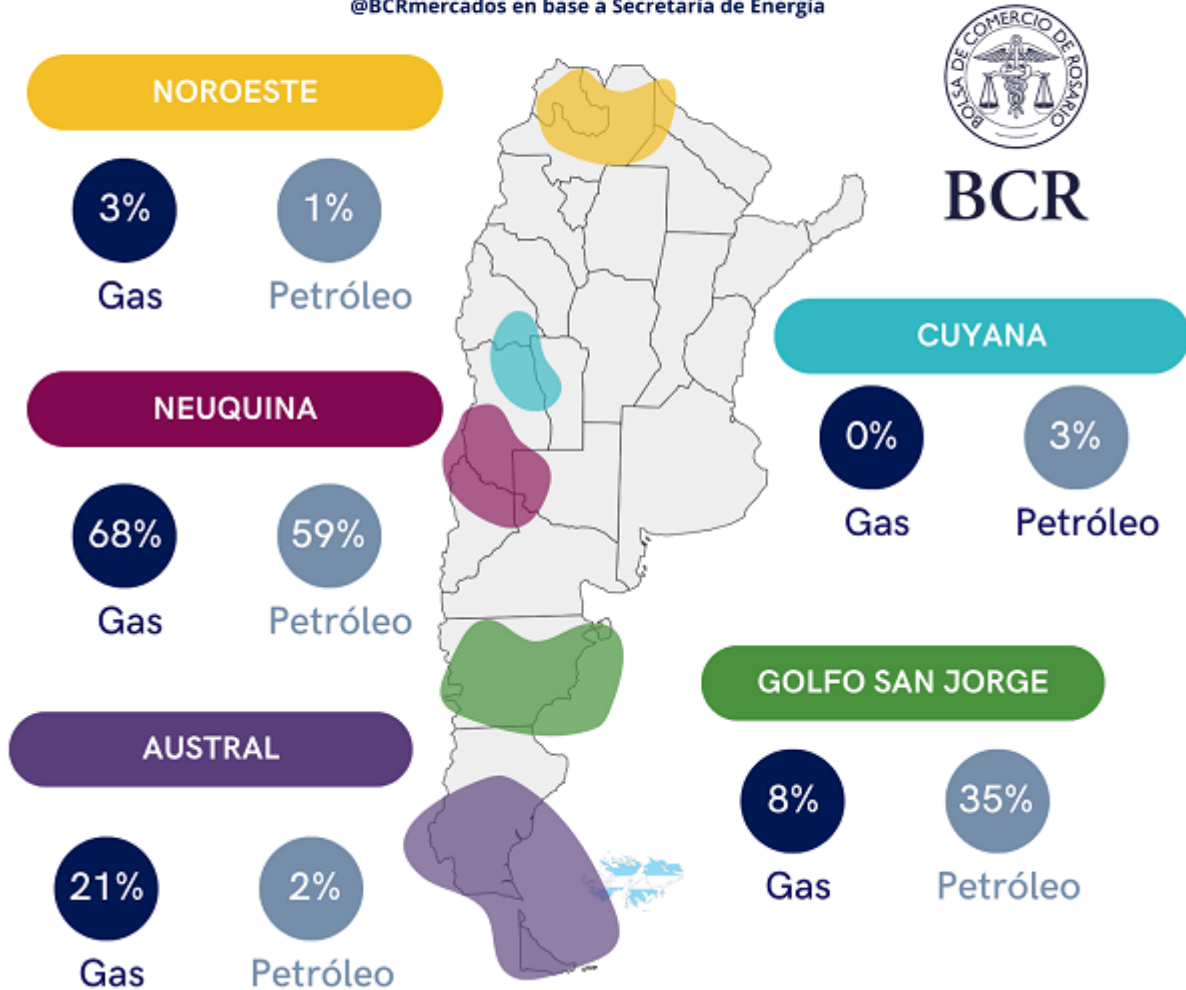 @BCRmercados en base a Secretaría de Energía
BOLSA DE COMERCIO DE ROSARIO
BCR
NOROESTE
3%
1%
Gas
Petróleo
CUYANA
0%
3%
Gas
Petróleo
NEUQUINA
68%
59%
Gas
Petróleo
GOLFO SAN JORGE
8%
35%
Gas
Petróleo
AUSTRAL
21%
2%
Gas
Petróleo